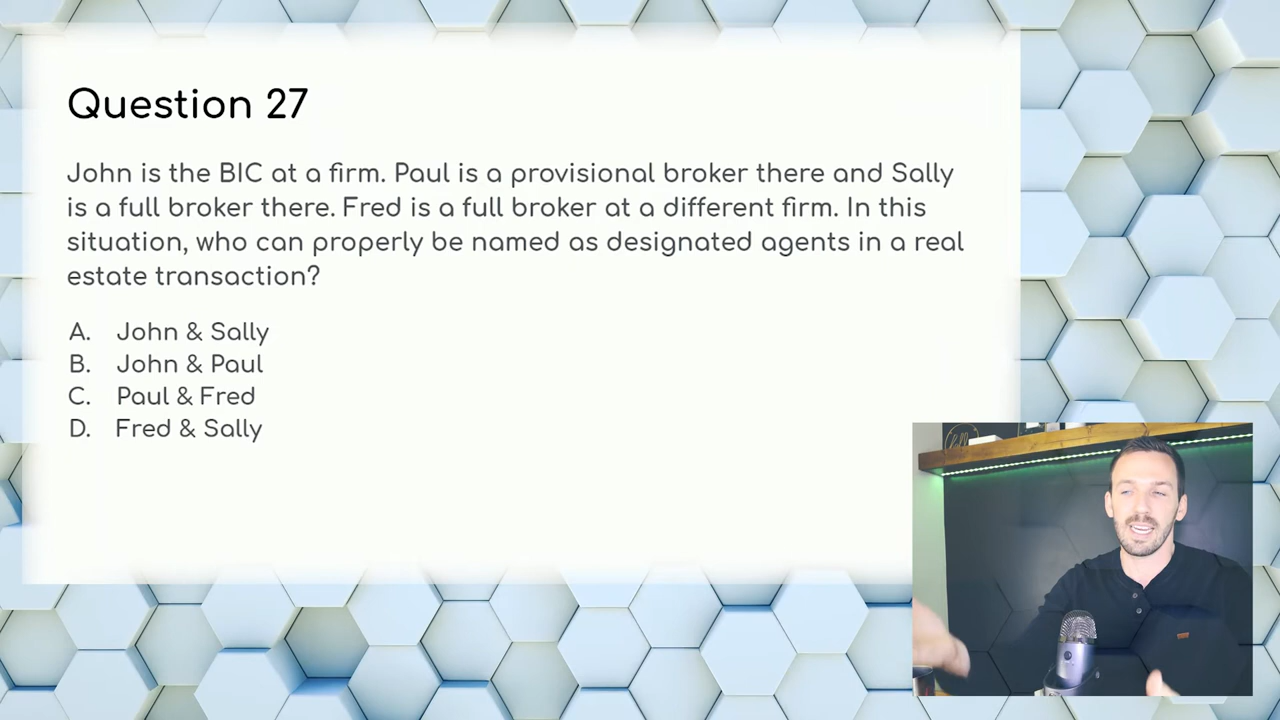 Question 27
John is the BIC at a firm. Paul is a provisional broker there and Sally
is a full broker there. Fred is a full broker at a different firm. In this
situation, who can properly be named as designated agents in a real
estate transaction?
A. John & Sally
B. John & Paul
C. Paul & Fred
D. Fred & Sally